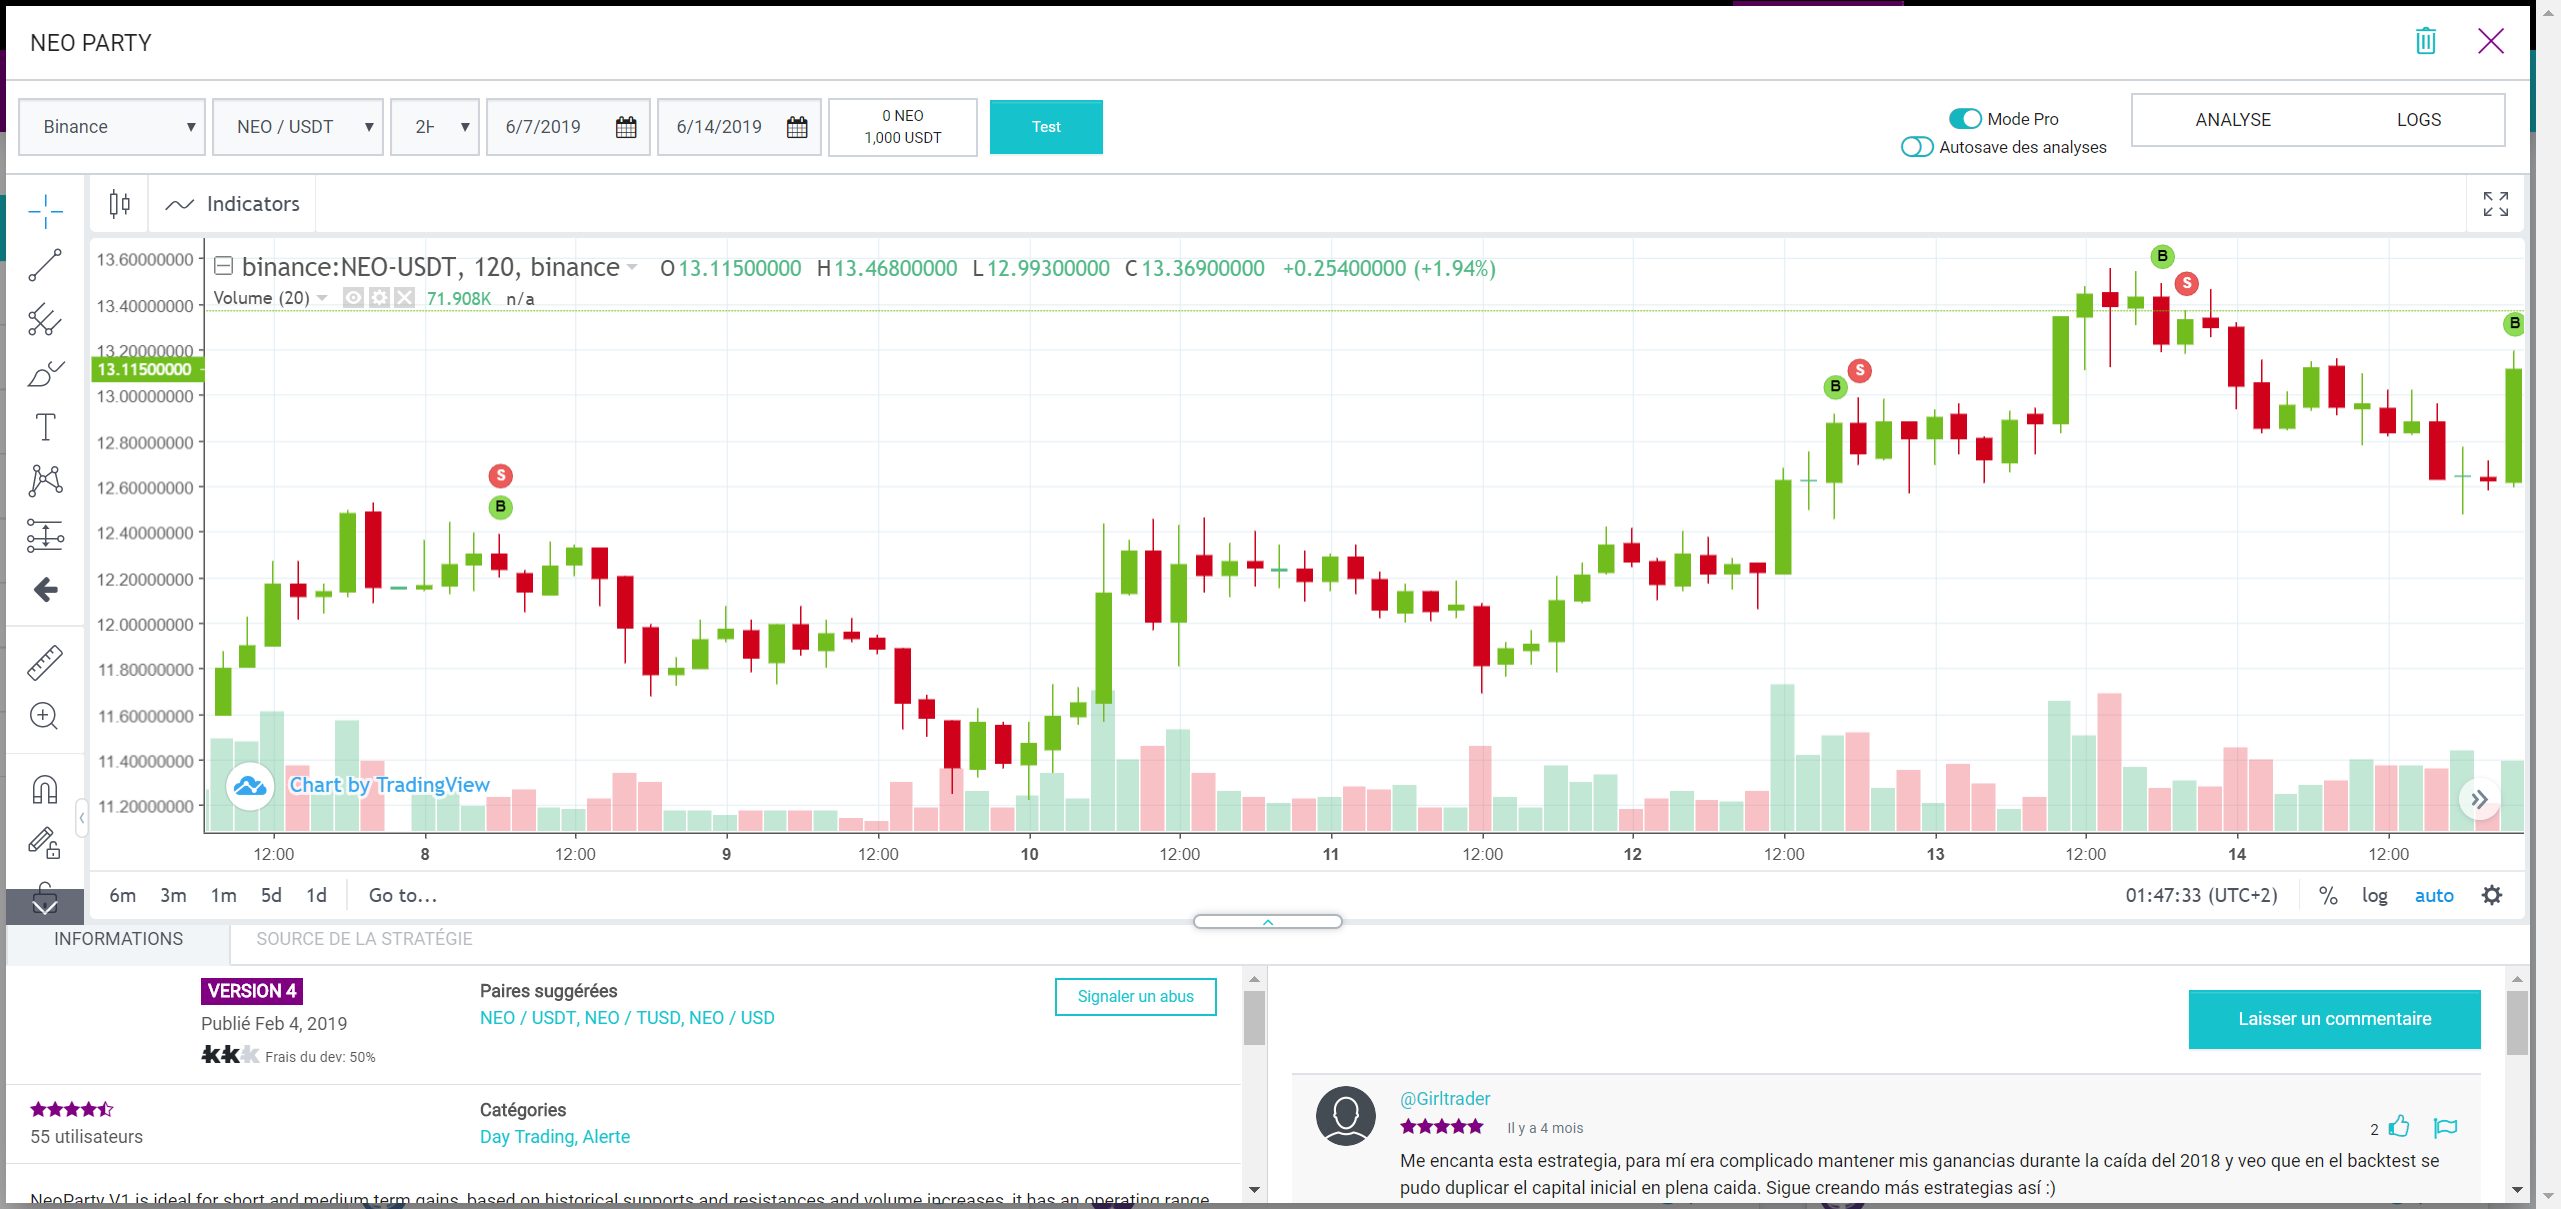 NEO PARTY
Binance
NEO / USDT
2H
6/7/2019
6/14/2019
0 NEO
1,000 USDT
Test
Mode Pro
Autosave des analyses
ANALYSE
LOGS
Indicators
binance:NEO-USDT, 120, binance O13.11500000 H13.46800000 L12.99300000 C13.36900000 +0.25400000 (+1.94%)
Volume (20) 71.908K n/a
13.60000000
13.40000000
13.20000000
13.11500000
13.00000000
12.80000000
12.60000000
12.40000000
12.20000000
12.00000000
11.80000000
11.60000000
11.40000000
11.20000000
S
B
B
S
B
S
B
Chart by TradingView
12:00 8 12:00 9 12:00 10 12:00 11 12:00 12 12:00 13 12:00 14 12:00
6m 3m 1m 5d 1d Go to...
01:47:33 (UTC+2) % log auto
INFORMATIONS
SOURCE DE LA STRATÉGIE
VERSION 4
Publié Feb 4, 2019
Frais du dev: 50%
Paires suggérées
NEO / USDT, NEO / TUSD, NEO / USD
Signaler un abus
55 utilisateurs
Catégories
Day Trading, Alerte
NeoParty V1 is ideal for short and medium term gains, based on historical supports and resistances and volume increases, it has an operating range
Laisser un commentaire
@Girltrader
Il y a 4 mois
2
Me encanta esta estrategia, para mí era complicado mantener mis ganancias durante la caída del 2018 y veo que en el backtest se
pudo duplicar el capital inicial en plena caida. Sigue creando más estrategias así :)